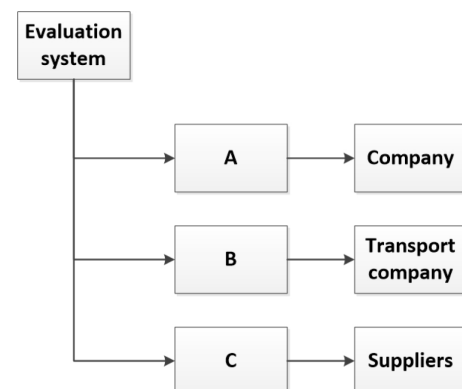 Evaluation
system
A
Company
B
Transport
company
C
Suppliers